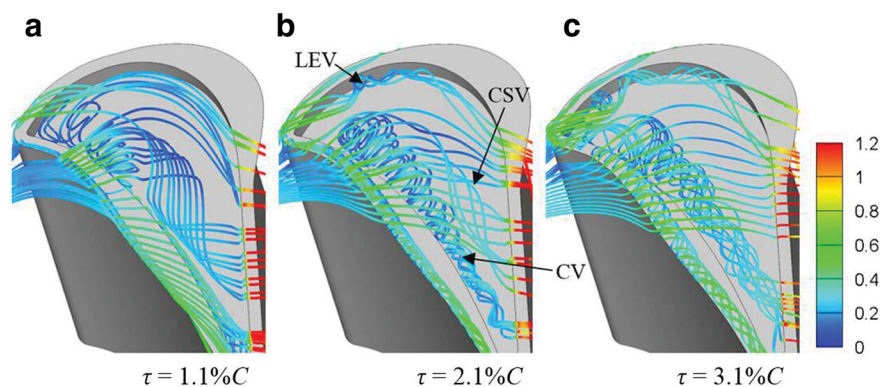 a
b
c
LEV
CSV
CV
1.2
1
0.8
0.6
0.4
0.2
0
τ = 1.1%C
τ = 2.1%C
τ = 3.1%C